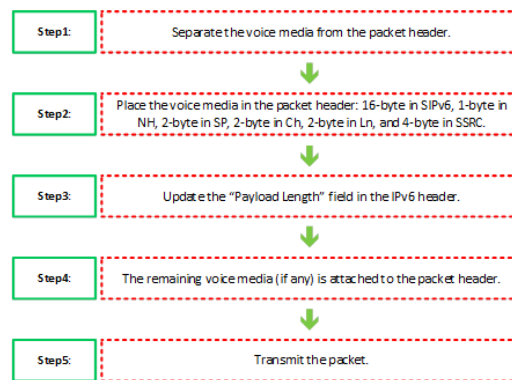 Step1:
Separate the voice media from the packet header.
Step2:
Place the voice media in the packet header: 16-byte in SIPv6, 1-byte in
NH, 2-byte in SP, 2-byte in Ch, 2-byte in Ln, and 4-byte in SSRC.
Step3:
Update the “Payload Length” field in the IPv6 header.
Step4:
The remaining voice media (if any) is attached to the packet header.
Step5:
Transmit the packet.